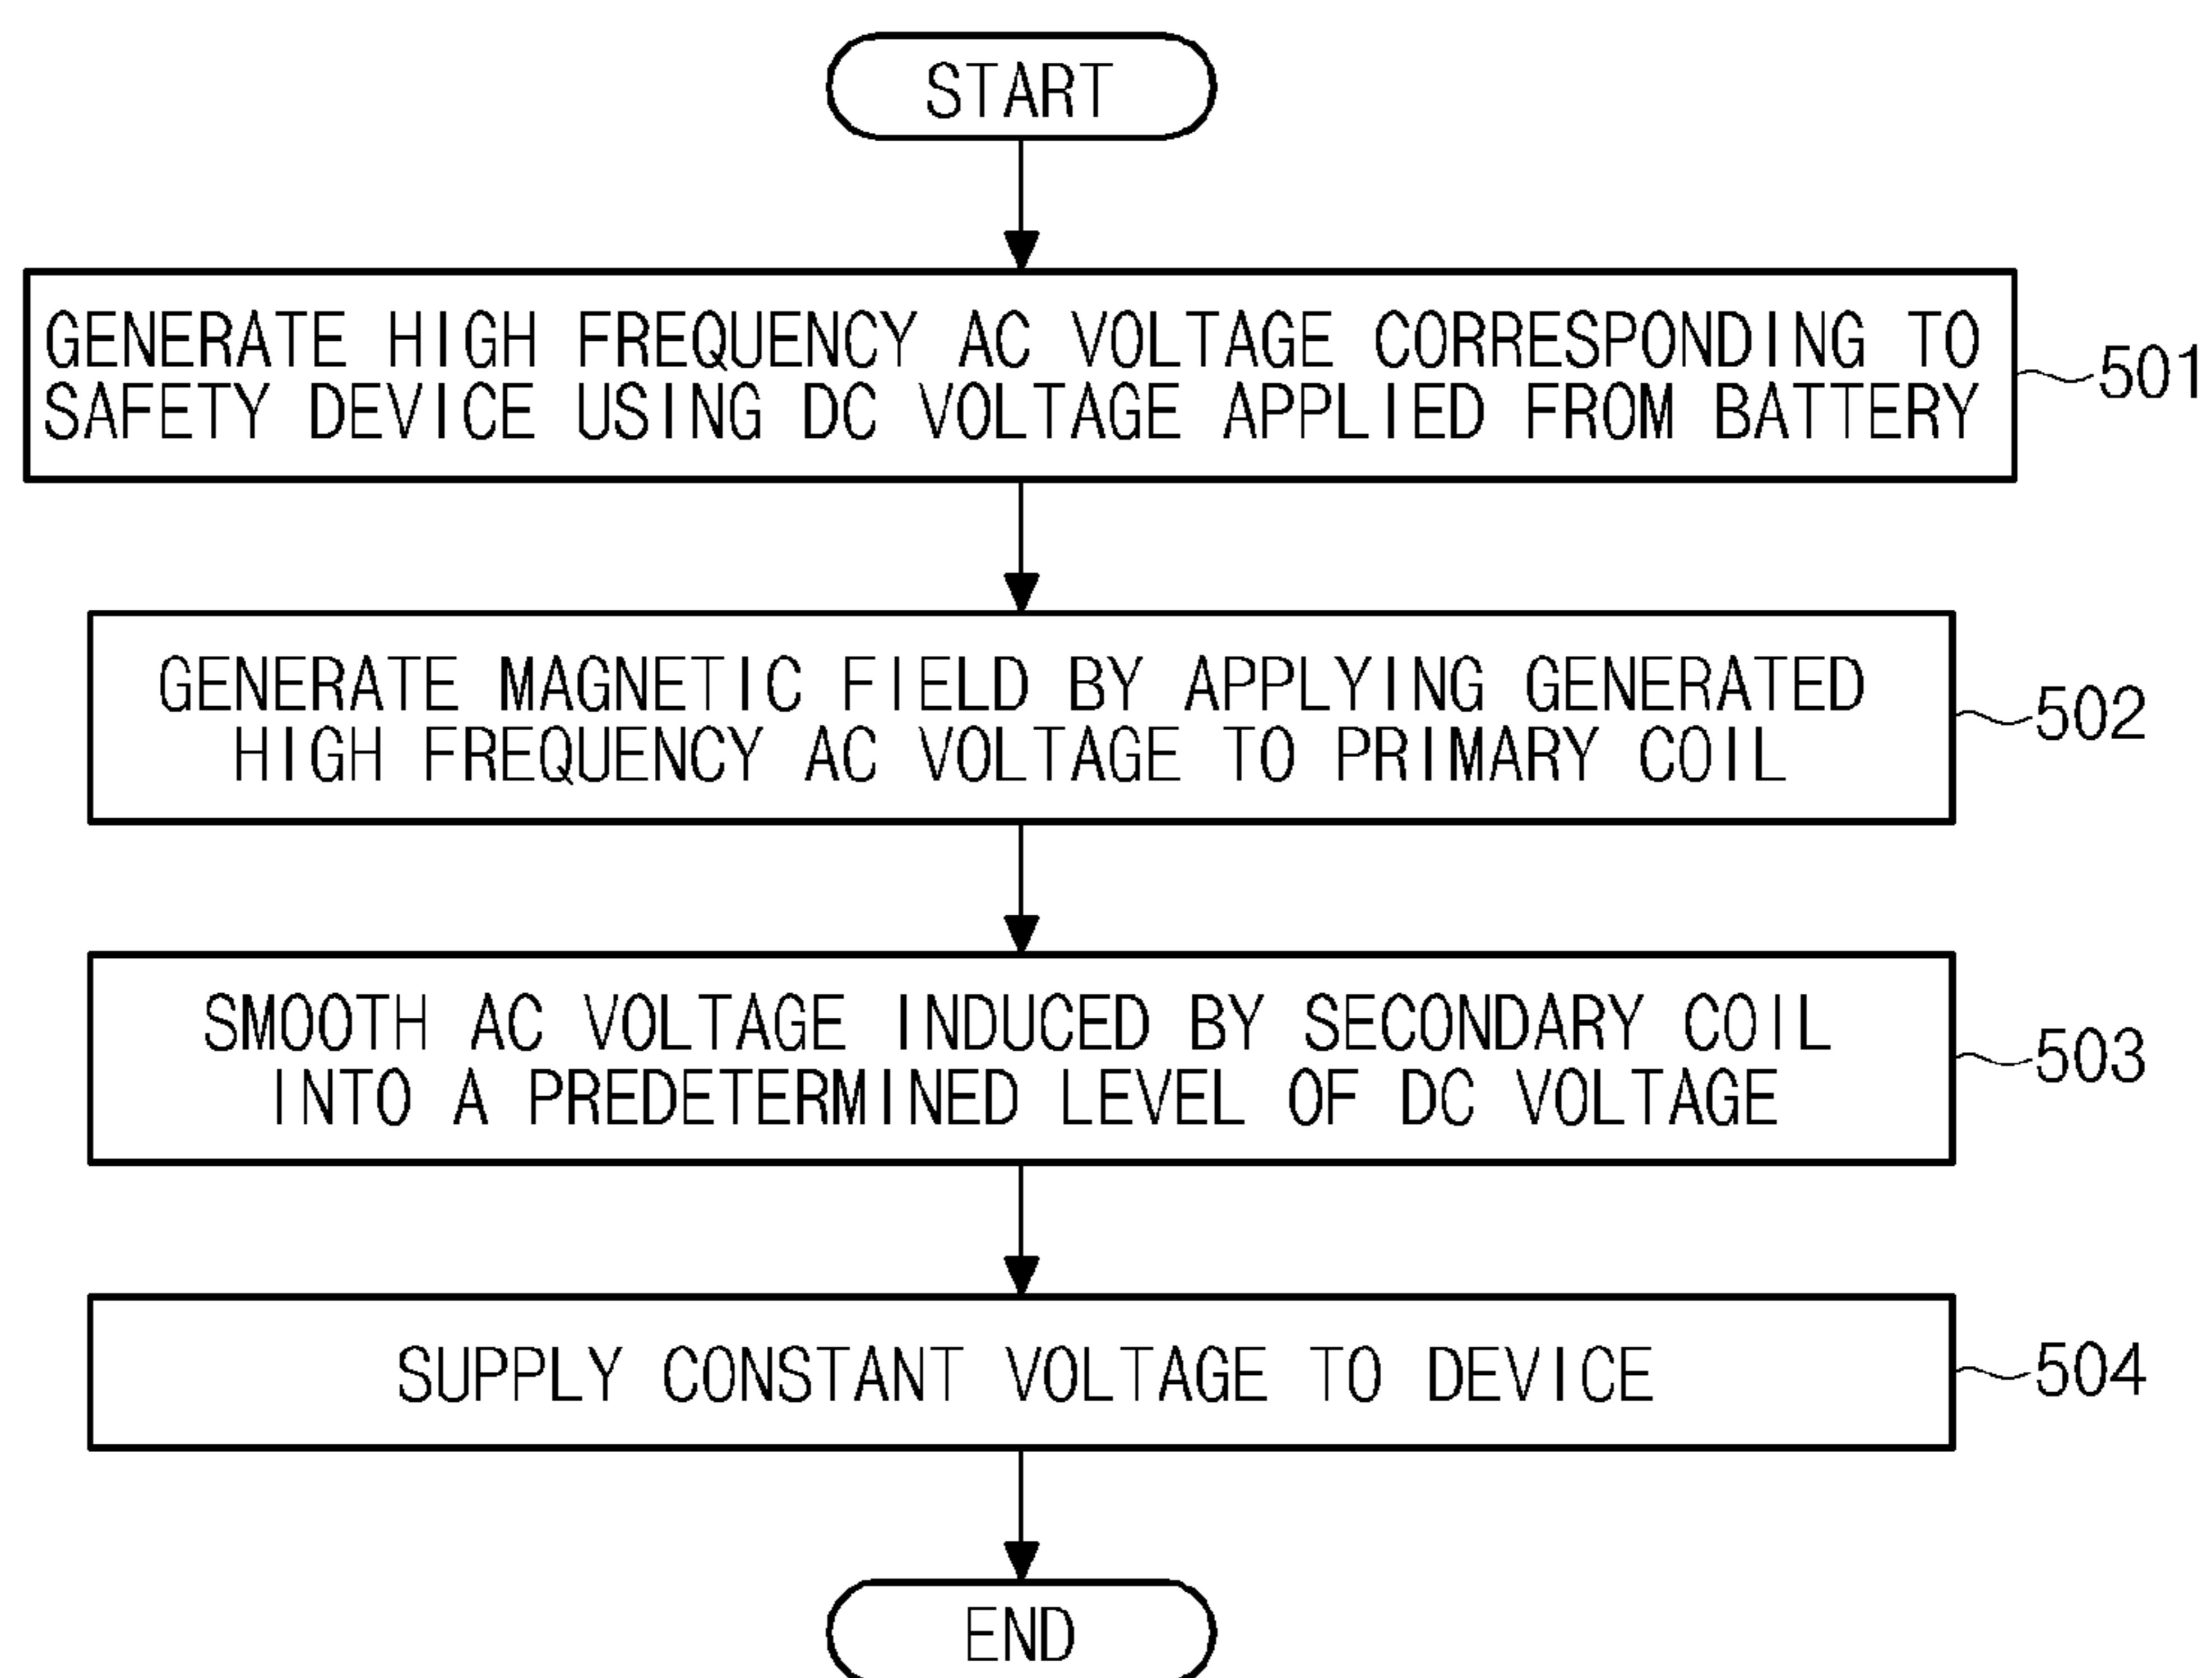 START
GENERATE HIGH FREQUENCY AC VOLTAGE CORRESPONDING TO
SAFETY DEVICE USING DC VOLTAGE APPLIED FROM BATTERY
501
GENERATE MAGNETIC FIELD BY APPLYING GENERATED
HIGH FREQUENCY AC VOLTAGE TO PRIMARY COIL
502
SMOOTH AC VOLTAGE INDUCED BY SECONDARY COIL
INTO A PREDETERMINED LEVEL OF DC VOLTAGE
503
SUPPLY CONSTANT VOLTAGE TO DEVICE
504
END